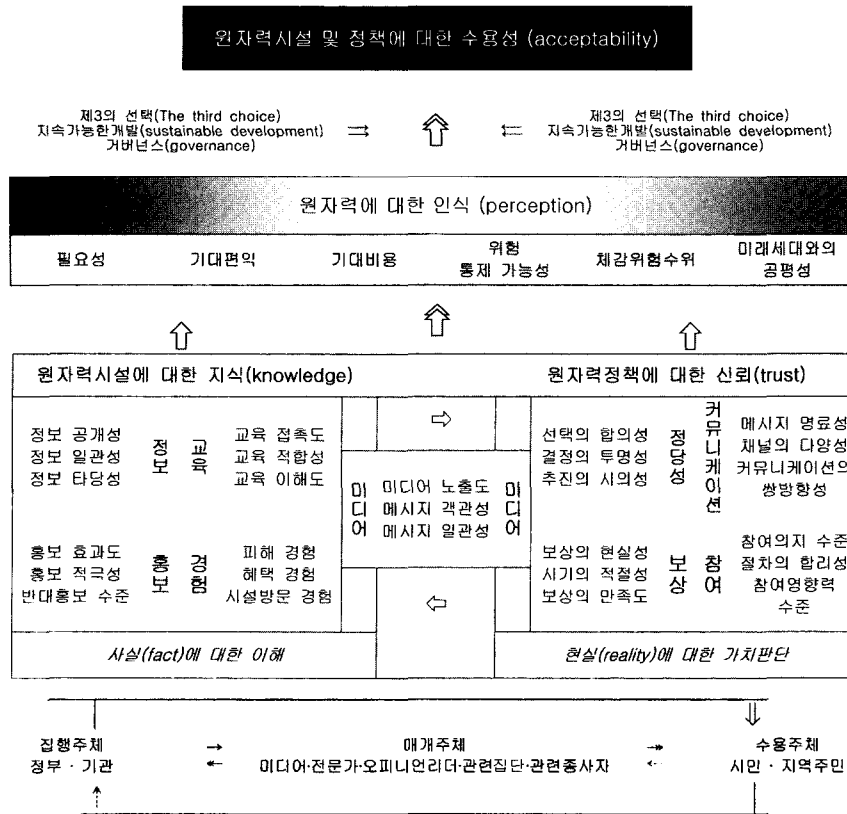 원자력시설 및 정책에 대한 수용성 (acceptability)
제3의 선택(The third choice)
지속가능한개발(sustainable development)
거버넌스(governance)
제3의 선택(The third choice)
지속가능한개발(sustainable development)
거버넌스(governance)
원자력에 대한 인식 (perception)
필요성
기대편익
기대비용
위험
통제 가능성
체감위험수위
미래세대와의
공평성
원자력시설에 대한 지식(knowledge)
정보 공개성
정보 일관성
정보 타당성
정보
교육
교육 접촉도
교육 적합성
교육 이해도
홍보 효과도
홍보 적극성
반대홍보 수준
홍보
경험
피해 경험
혜택 경험
시설방문 경험
사실(fact)에 대한 이해
미디어
미디어 노출도
메시지 객관성
메시지 일관성
미디어
원자력정책에 대한 신뢰(trust)
선택의 합의성
결정의 투명성
추진의 시의성
정당성
커뮤니케이션
메시지 명료성
채널의 다양성
커뮤니케이션의
쌍방향성
보상의 현실성
시기의 적절성
보상의 만족도
보상
참여
참여의지 수준
절차의 합리성
참여영향력
수준
현실(reality)에 대한 가치판단
집행주체
정부 · 기관
매개주체
미디어·전문가·오피니언리더·관련집단·관련종사자
수용주체
시민 · 지역주민